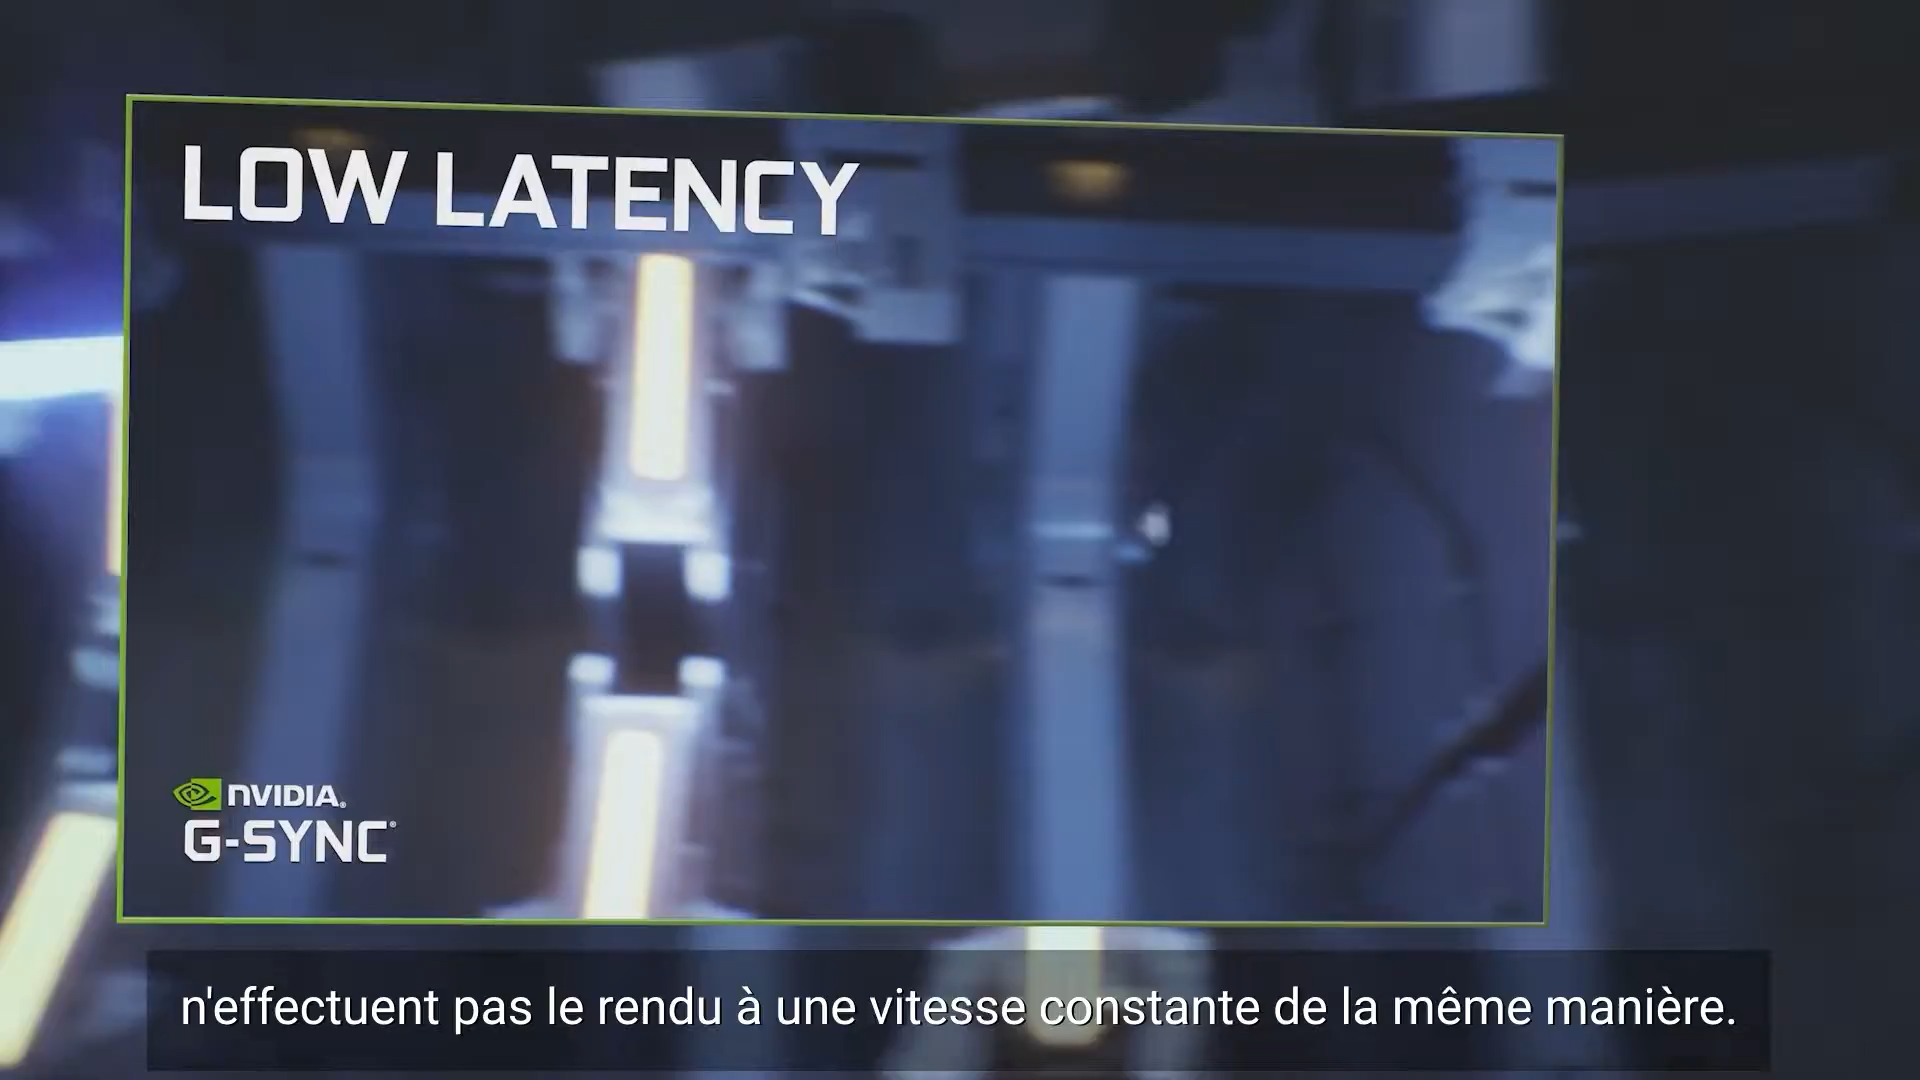 LOW LATENCY
NVIDIA.
G-SYNC®
n'effectuent pas le rendu à une vitesse constante de la même manière.